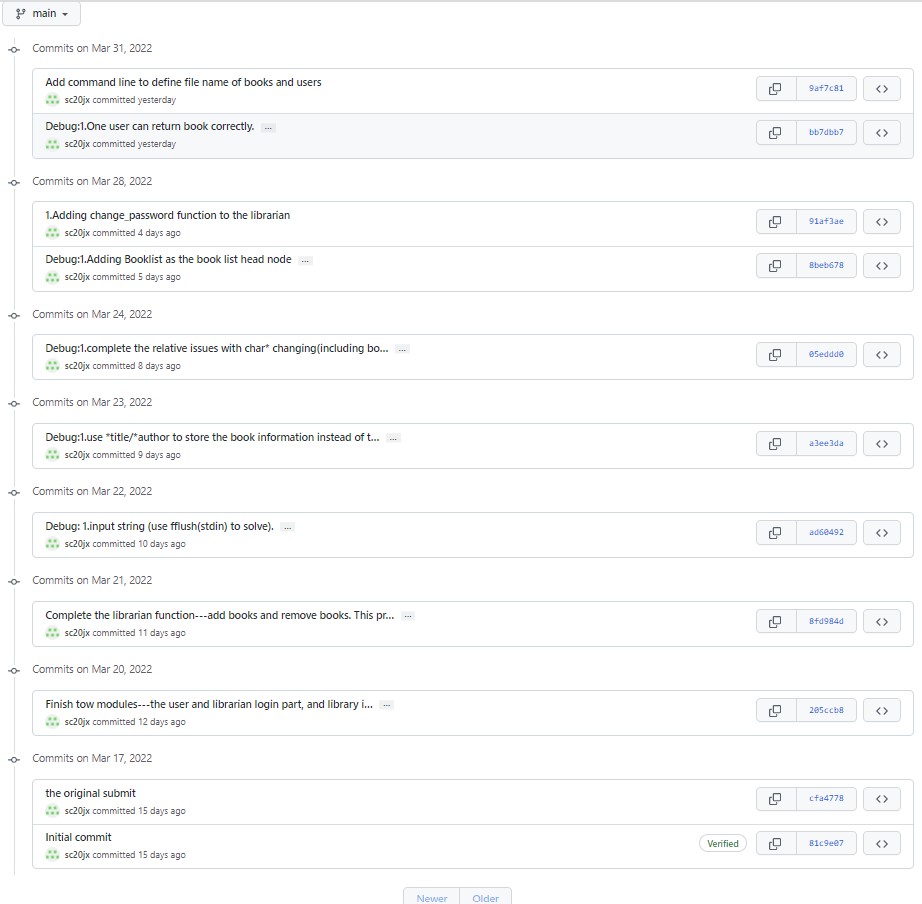 main
Commits on Mar 31, 2022
Add command line to define file name of books and users
sc20jx committed yesterday
9af7c81
Debug:1.One user can return book correctly. ...
sc20jx committed yesterday
bb7dbb7
Commits on Mar 28, 2022
1.Adding change_password function to the librarian
sc20jx committed 4 days ago
91af3ae
Debug:1.Adding Booklist as the book list head node ...
sc20jx committed 5 days ago
8beb678
Commits on Mar 24, 2022
Debug:1.complete the relative issues with char* changing(including bo... ...
sc20jx committed 8 days ago
05eddd0
Commits on Mar 23, 2022
Debug:1.use *title/*author to store the book information instead of t... ...
sc20jx committed 9 days ago
a3ee3da
Commits on Mar 22, 2022
Debug: 1.input string (use fflush(stdin) to solve). ...
sc20jx committed 10 days ago
ad60492
Commits on Mar 21, 2022
Complete the librarian function---add books and remove books. This pr... ...
sc20jx committed 11 days ago
8fd984d
Commits on Mar 20, 2022
Finish tow modules---the user and librarian login part, and library i... ...
sc20jx committed 12 days ago
205ccb8
Commits on Mar 17, 2022
the original submit
sc20jx committed 15 days ago
cfa4778
Initial commit
sc20jx committed 15 days ago
Verified
81c9e07
Newer Older